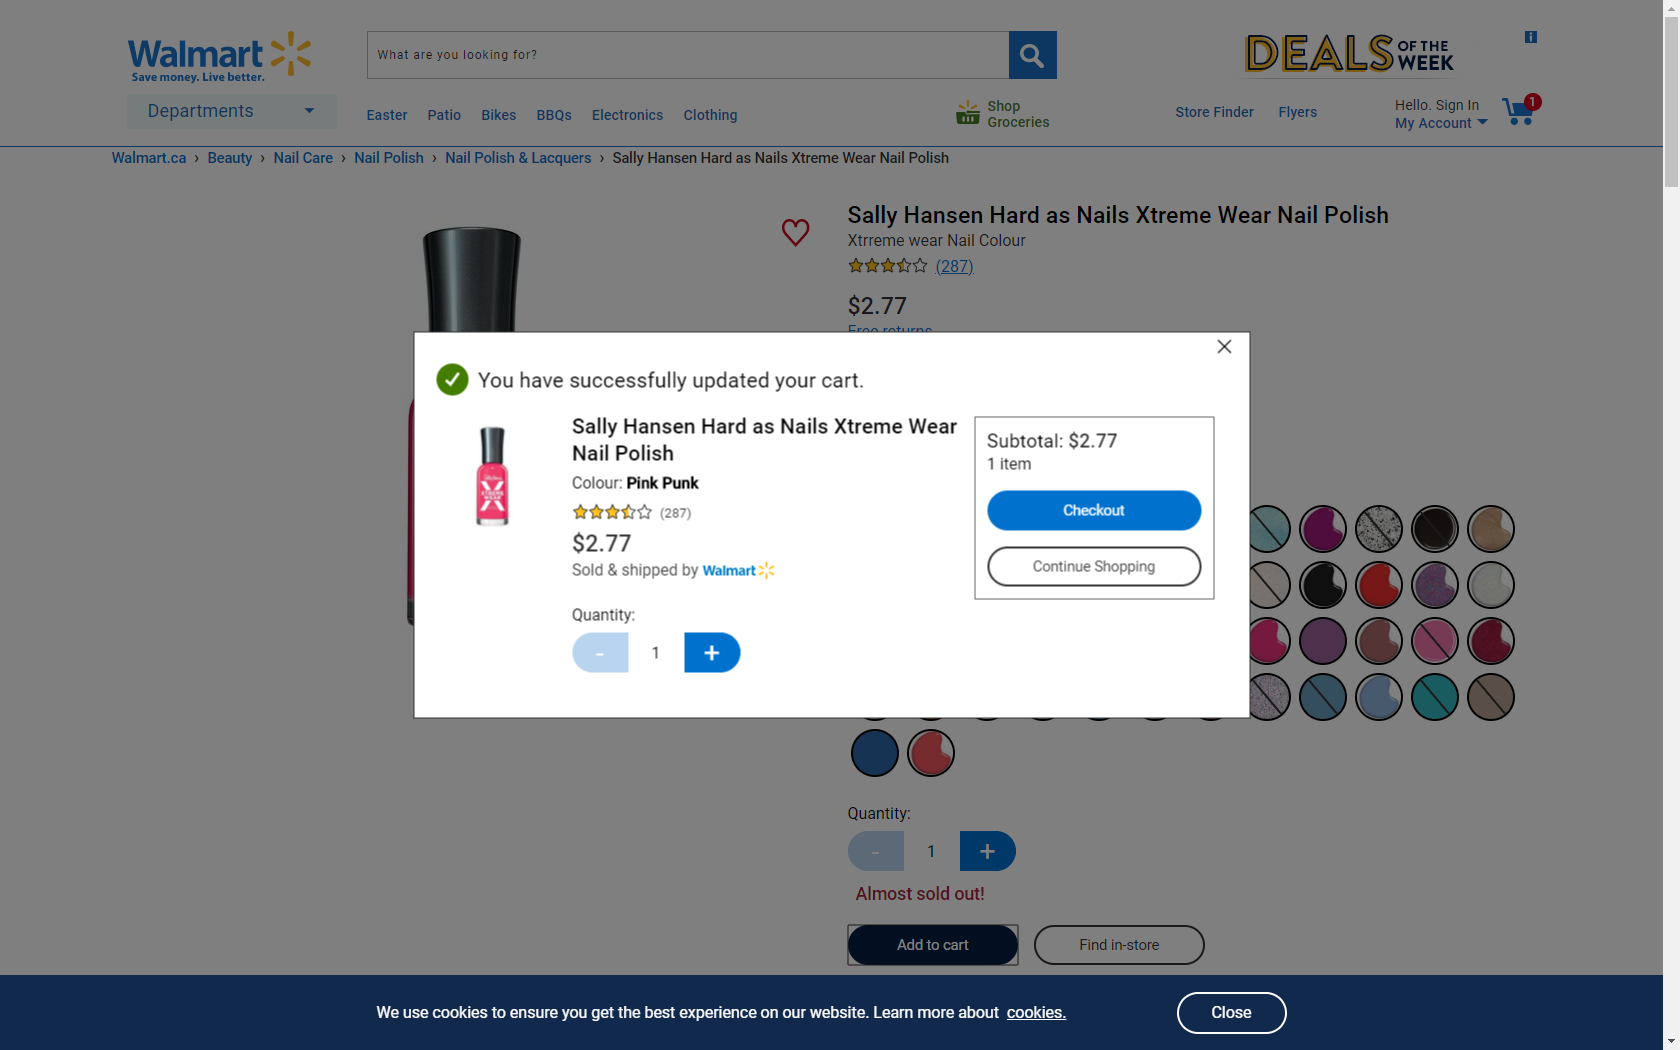 Walmart
Save money. Live better.
What are you looking for?
DEALS OF THE WEEK
Departments
Easter
Patio
Bikes
BBQs
Electronics
Clothing
Shop
Groceries
Store Finder
Flyers
Hello. Sign In
My Account
1
Walmart.ca › Beauty › Nail Care › Nail Polish › Nail Polish & Lacquers › Sally Hansen Hard as Nails Xtreme Wear Nail Polish
Sally Hansen Hard as Nails Xtreme Wear Nail Polish
Xtrreme wear Nail Colour
(287)
$2.77
Free returns
You have successfully updated your cart.
Sally Hansen Hard as Nails Xtreme Wear
Nail Polish
Colour: Pink Punk
(287)
$2.77
Sold & shipped by Walmart
Quantity:
- 1 +
Subtotal: $2.77
1 item
Checkout
Continue Shopping
XTREME
WEAR
Quantity:
- 1 +
Almost sold out!
Add to cart
Find in-store
We use cookies to ensure you get the best experience on our website. Learn more about cookies.
Close